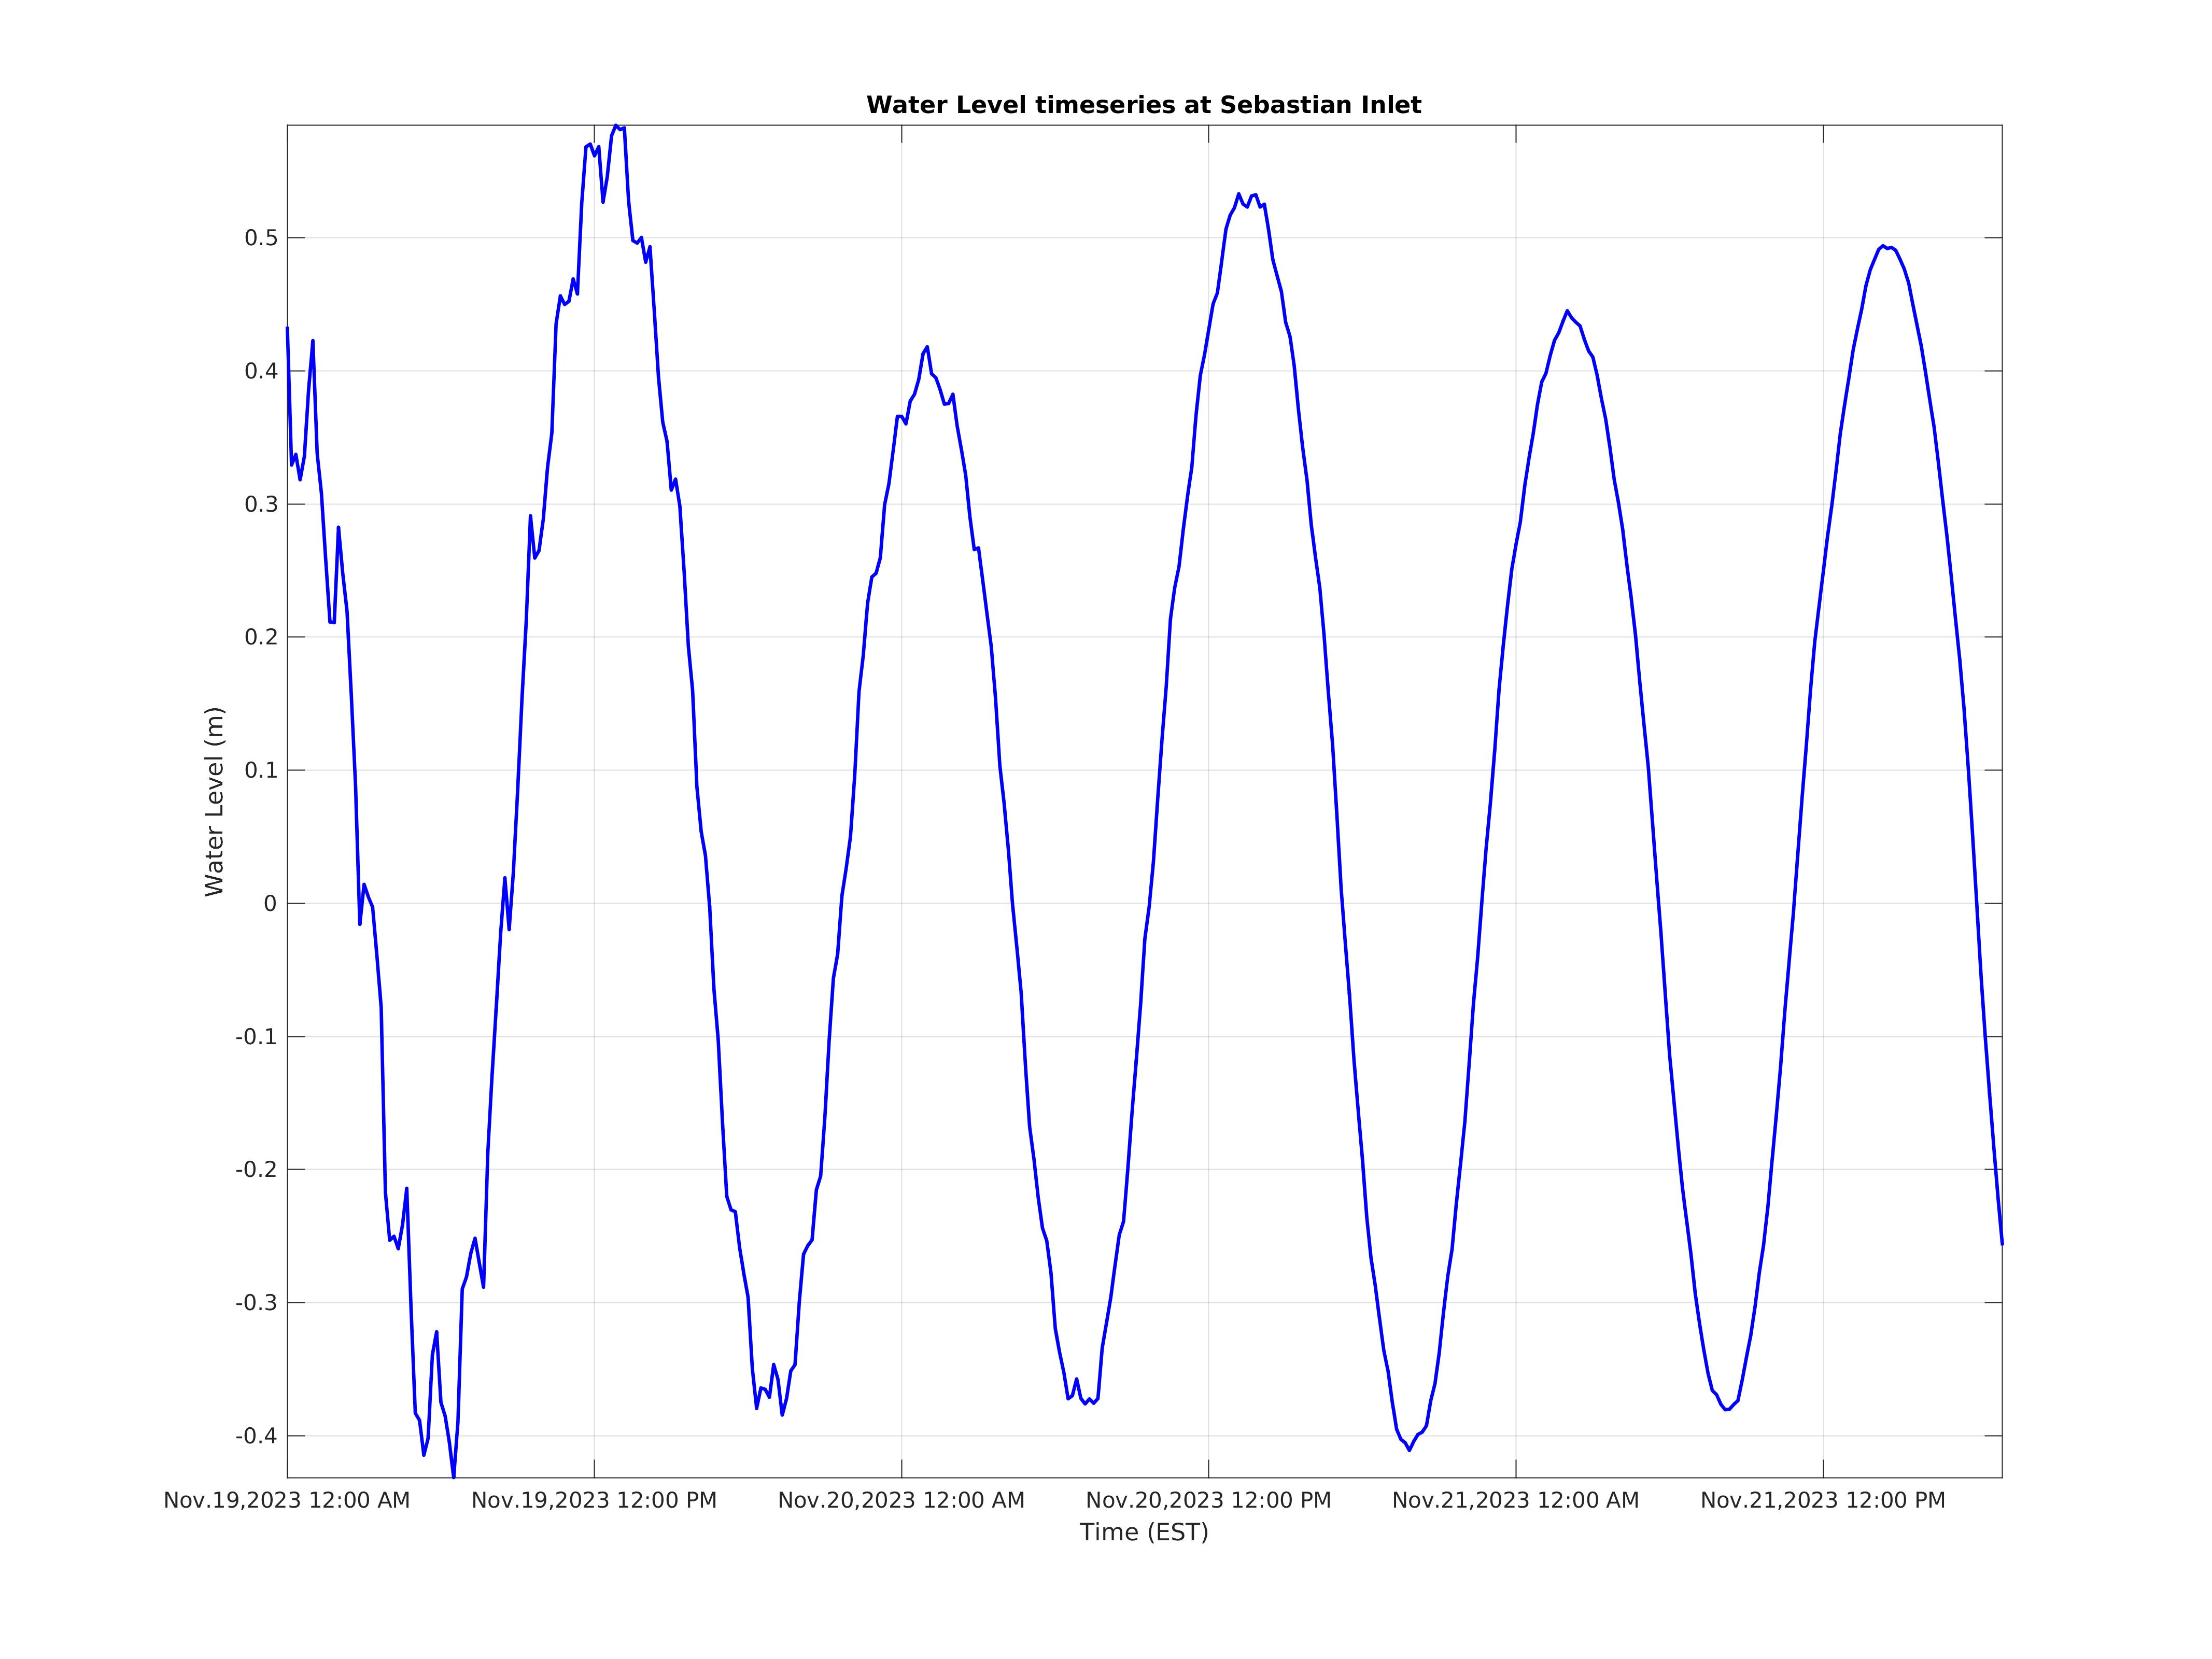 Water Level timeseries at Sebastian Inlet
0.5
0.4
0.3
0.2
0.1
0
-0.1
-0.2
-0.3
-0.4
Water Level (m)
Nov.19,2023 12:00 AM
Nov.19,2023 12:00 PM
Nov.20,2023 12:00 AM
Nov.20,2023 12:00 PM
Nov.21,2023 12:00 AM
Nov.21,2023 12:00 PM
Time (EST)